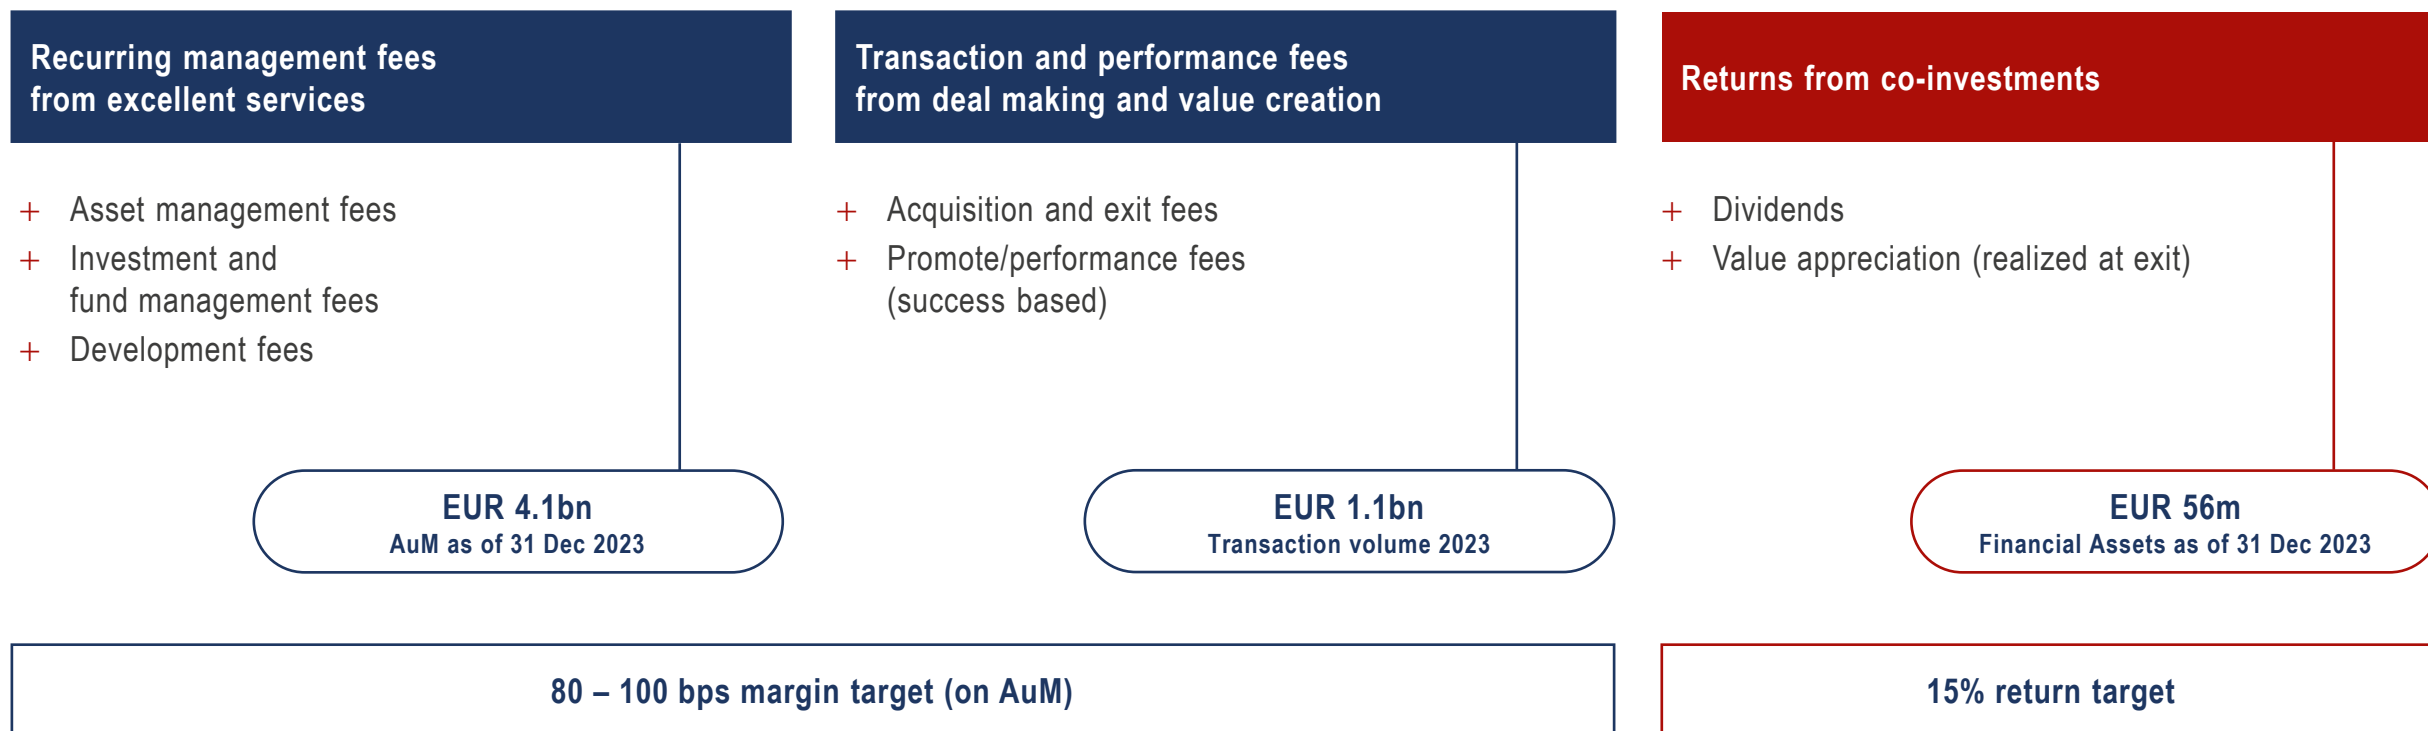 Recurring management fees
from excellent services
+ Asset management fees
+ Investment and
fund management fees
+ Development fees
EUR 4.1bn
AuM as of 31 Dec 2023
Transaction and performance fees
from deal making and value creation
+ Acquisition and exit fees
+ Promote/performance fees
(success based)
EUR 1.1bn
Transaction volume 2023
Returns from co-investments
+ Dividends
+ Value appreciation (realized at exit)
EUR 56m
Financial Assets as of 31 Dec 2023
80 – 100 bps margin target (on AuM)
15% return target